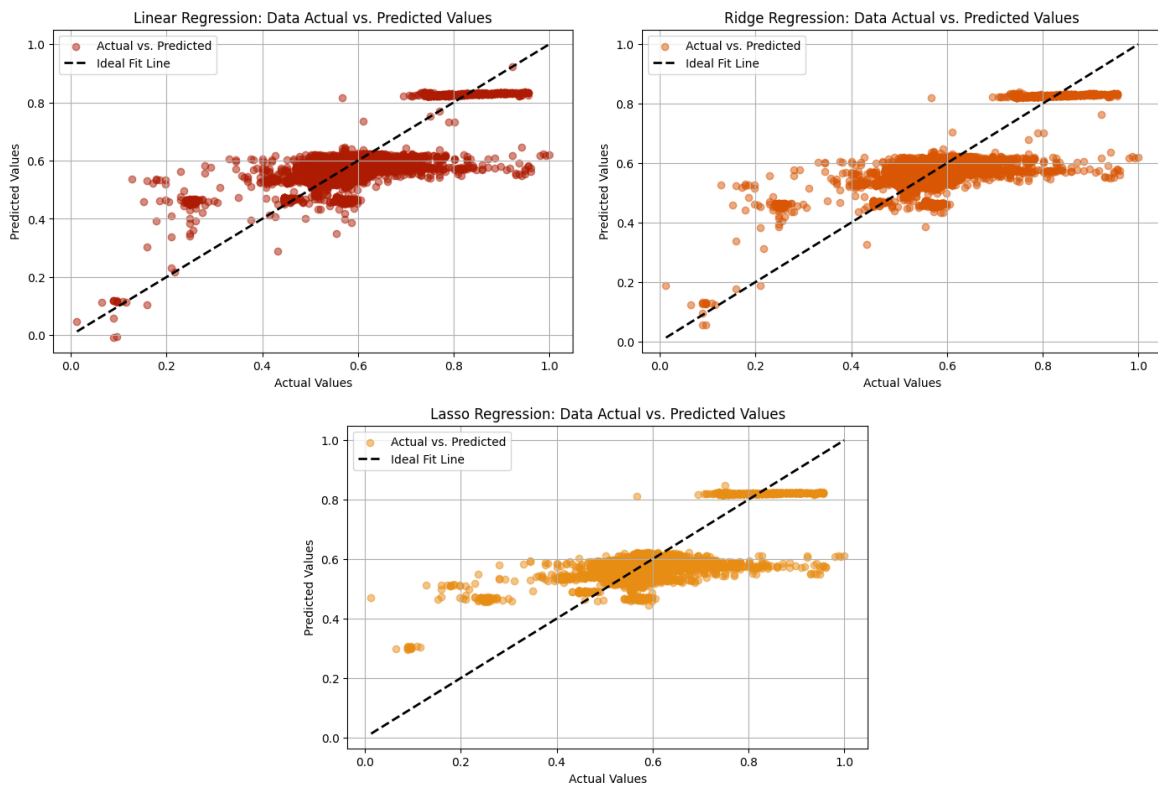 Linear Regression: Data Actual vs. Predicted Values
Actual vs. Predicted
Ideal Fit Line
Predicted Values
1.0
0.8
0.6
0.4
0.2
0.0
0.0 0.2 0.4 0.6 0.8 1.0
Actual Values
Ridge Regression: Data Actual vs. Predicted Values
Actual vs. Predicted
Ideal Fit Line
Predicted Values
1.0
0.8
0.6
0.4
0.2
0.0
0.0 0.2 0.4 0.6 0.8 1.0
Actual Values
Lasso Regression: Data Actual vs. Predicted Values
Actual vs. Predicted
Ideal Fit Line
Predicted Values
1.0
0.8
0.6
0.4
0.2
0.0
0.0 0.2 0.4 0.6 0.8 1.0
Actual Values